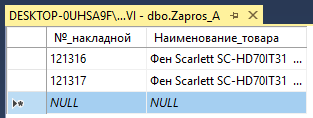 DESKTOP-0UHSA9F\...VI - dbo.Zapros_A
№_накладной Наименование_товара
121316 Фен Scarlett SC-HD70IT31 ...
121317 Фен Scarlett SC-HD70IT31 ...
NULL NULL